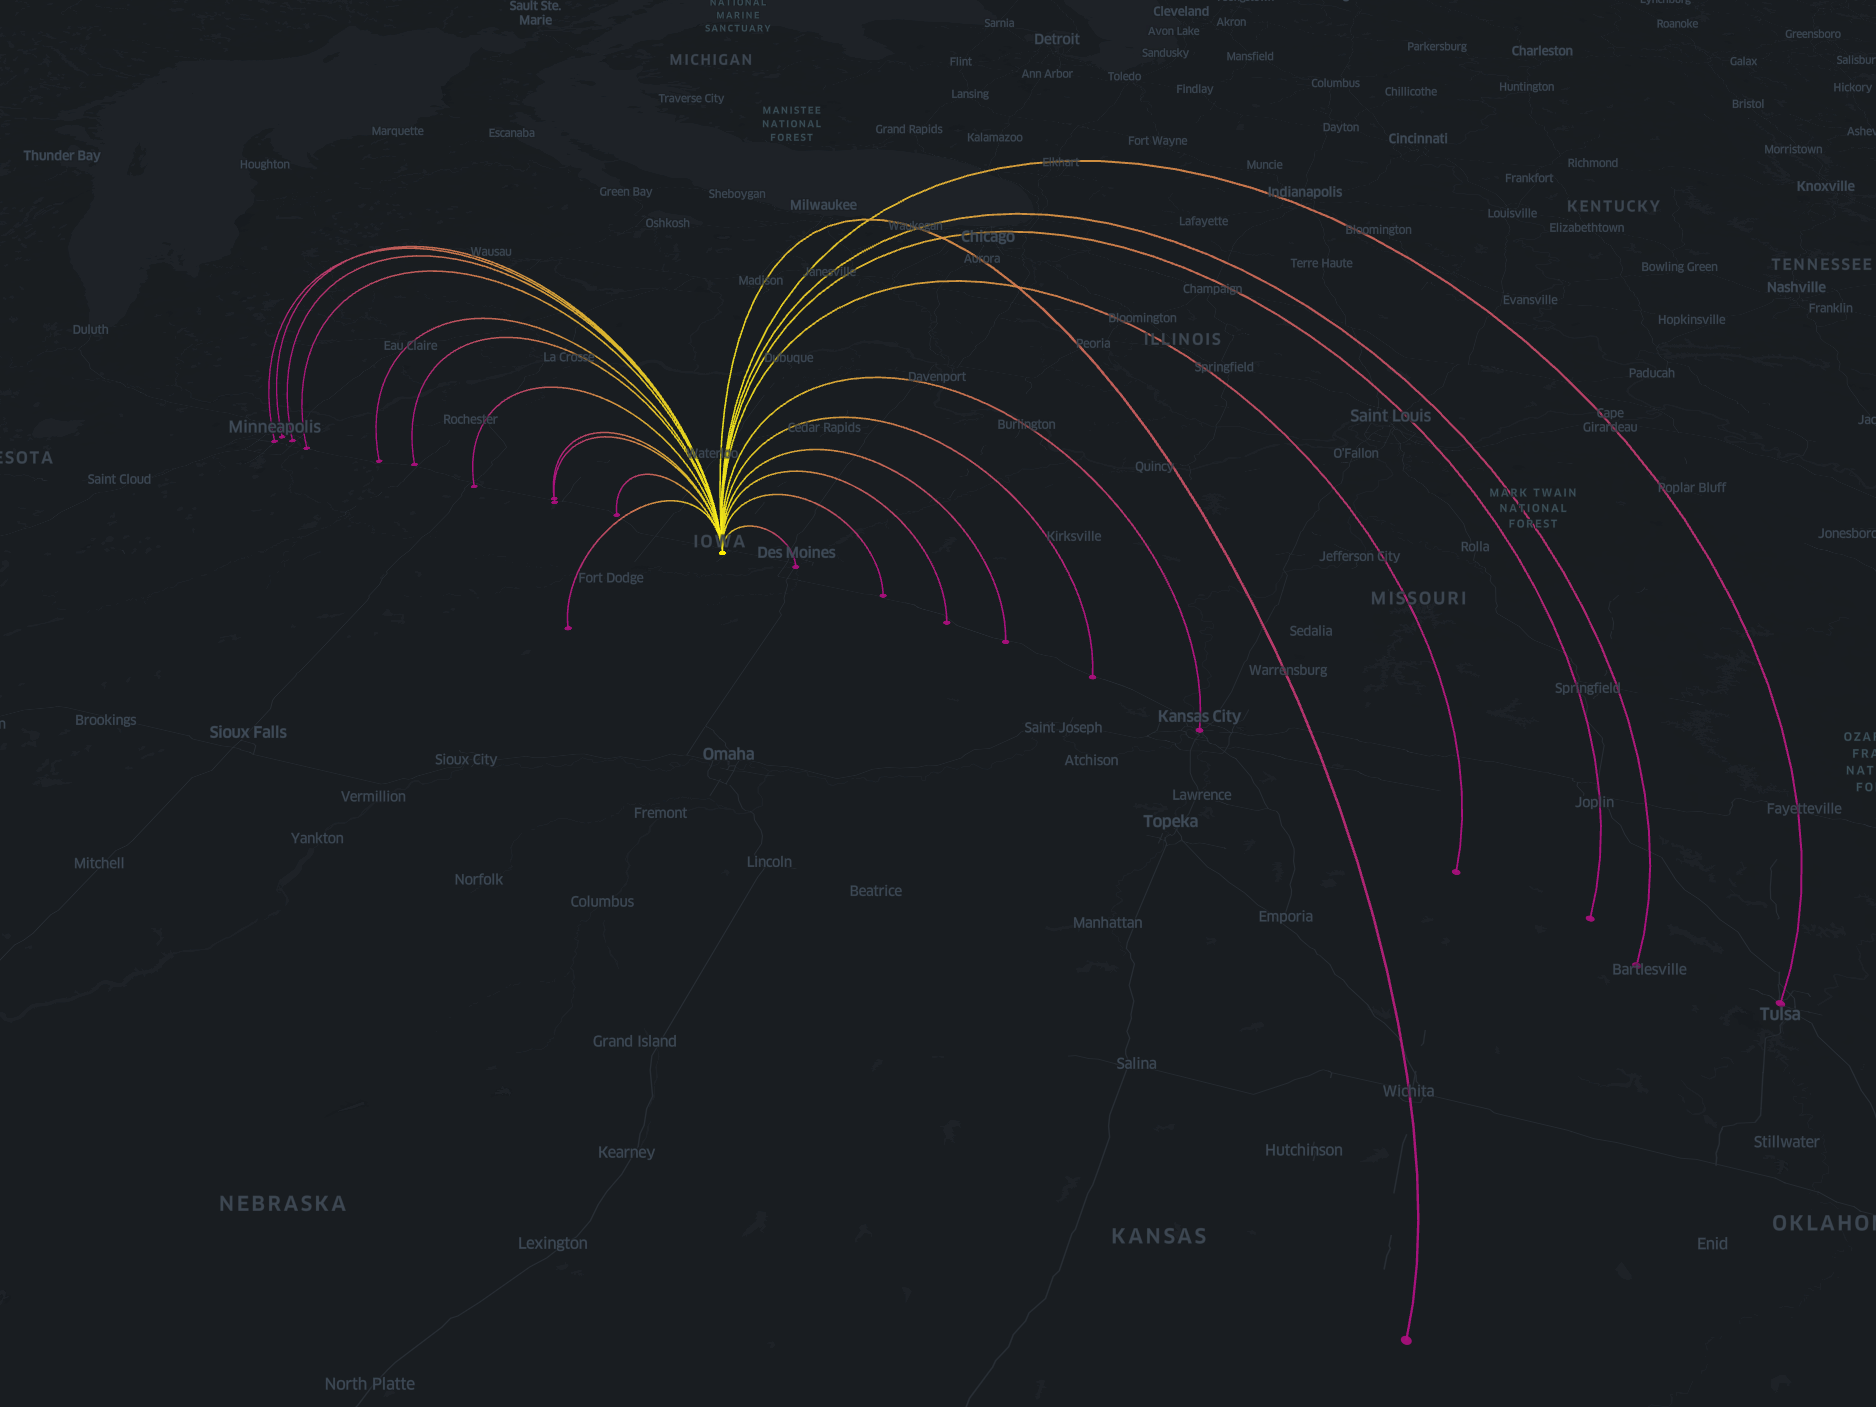 Sault Ste.
Marie
NATIONAL
MARINE
SANCTUARY
Cleveland
Akron
Roanoke
Sarnia
Avon Lake
Greensboro
Detroit
Sandusky
Parkersburg
Charleston
MICHIGAN
Flint
Mansfield
Galax
Ann Arbor
Toledo
Columbus
Huntington
Hickory
Traverse City
Lansing
Findlay
Chillicothe
Bristol
MANISTEE
NATIONAL
FOREST
Marquette
Escanaba
Grand Rapids
Kalamazoo
Fort Wayne
Dayton
Cincinnati
Thunder Bay
Houghton
Elkhart
Muncie
Richmond
Morristown
Green Bay
Sheboygan
Indianapolis
Frankfort
Knoxville
Milwaukee
Louisville
KENTUCKY
Oshkosh
Waukegan
Lafayette
Bloomington
Elizabethtown
Chicago
Wausau
Aurora
Terre Haute
Bowling Green
TENNESSEE
Madison
Janesville
Champaign
Evansville
Nashville
Franklin
Duluth
Bloomington
Hopkinsville
Eau Claire
La Crosse
Dubuque
Peoria
ILLINOIS
Davenport
Springfield
Paducah
Minneapolis
Rochester
Cedar Rapids
Burlington
Saint Louis
Cape
Girardeau
ESOTA
Waterloo
Quincy
O'Fallon
Saint Cloud
MARK TWAIN
NATIONAL
FOREST
Poplar Bluff
IOWA
Des Moines
Kirksville
Jefferson City
Rolla
Jonesboro
Fort Dodge
MISSOURI
Sedalia
Warrensburg
Springfield
Brookings
Sioux Falls
Saint Joseph
Kansas City
Sioux City
Omaha
Atchison
Vermillion
Fremont
Lawrence
Joplin
Fayetteville
Yankton
Topeka
Mitchell
Lincoln
Norfolk
Beatrice
Columbus
Manhattan
Emporia
Bartlesville
Grand Island
Tulsa
Salina
Wichita
Kearney
Hutchinson
Stillwater
NEBRASKA
Lexington
KANSAS
OKLAHO
Enid
North Platte